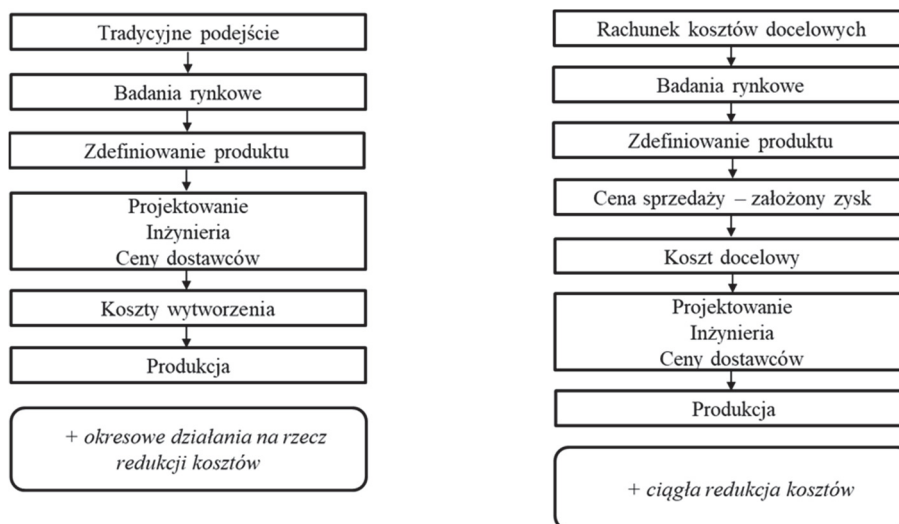 Tradycyjne podejście
Badania rynkowe
Zdefiniowanie produktu
Projektowanie
Inżynieria
Ceny dostawców
Koszty wytworzenia
Produkcja
+ okresowe działania na rzecz
redukcji kosztów
Rachunek kosztów docelowych
Badania rynkowe
Zdefiniowanie produktu
Cena sprzedaży – założony zysk
Koszt docelowy
Projektowanie
Inżynieria
Ceny dostawców
Produkcja
+ ciągła redukcja kosztów